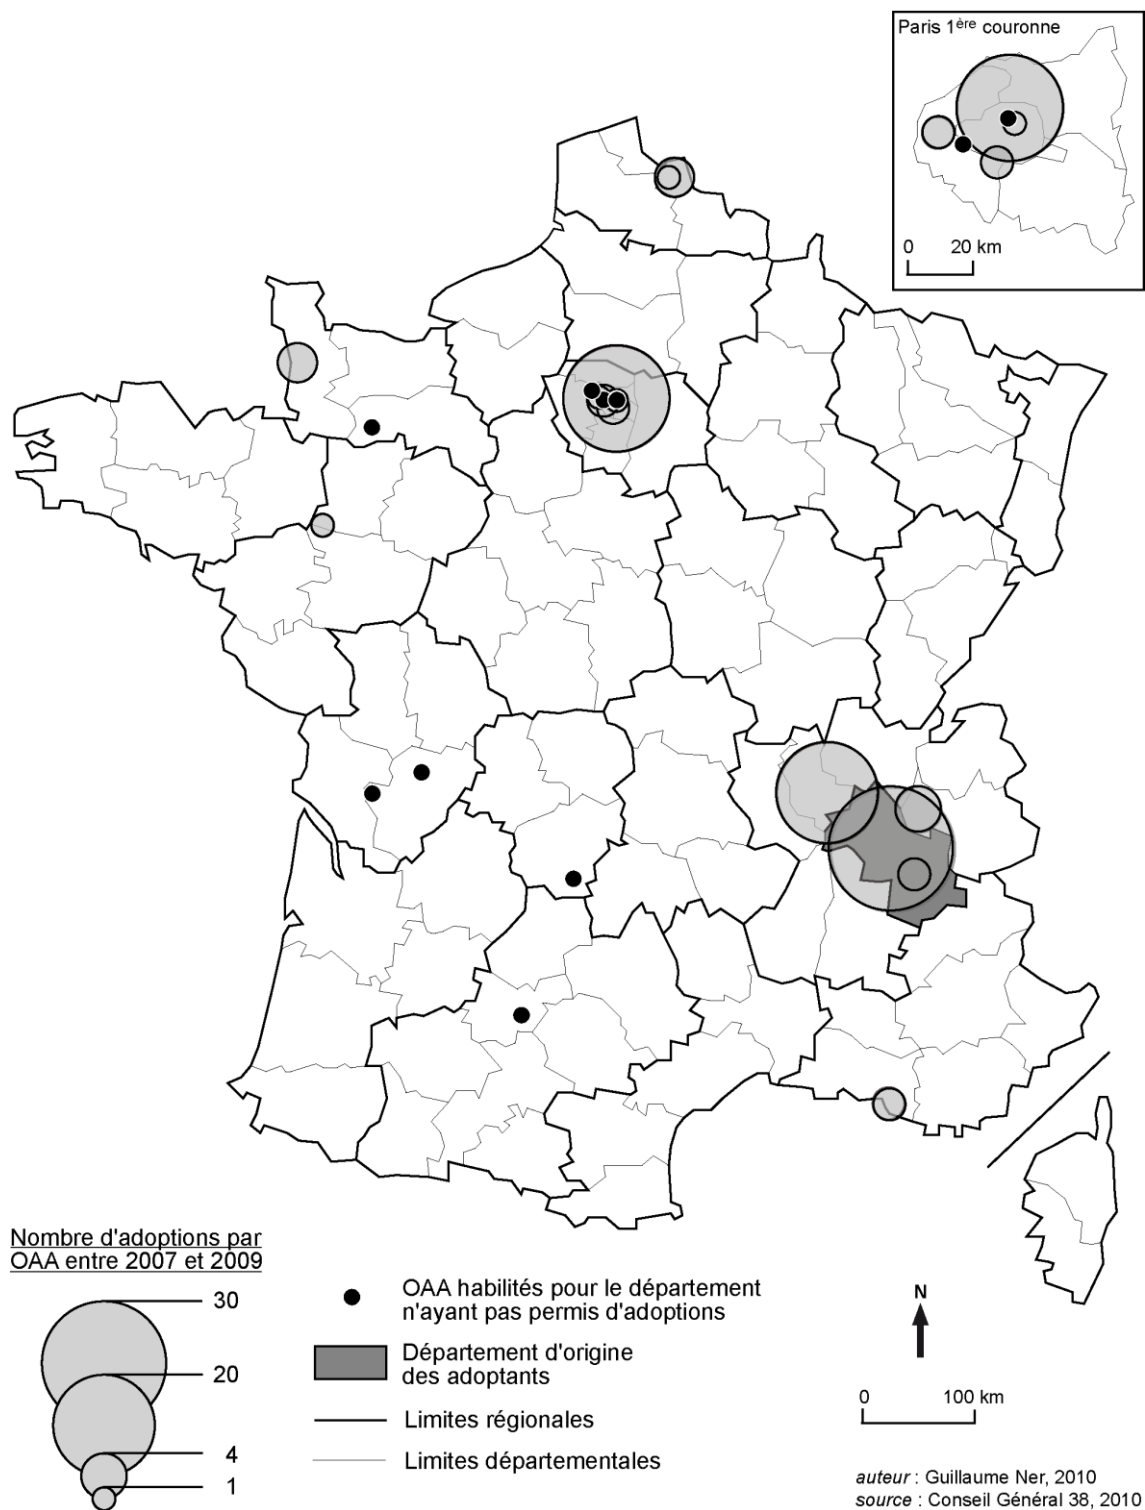 Paris 1ère couronne
0 20 km
Nombre d'adoptions par
OAA entre 2007 et 2009
30
20
4
1
OAA habilités pour le département
n'ayant pas permis d'adoptions
Département d'origine
des adoptants
Limites régionales
Limites départementales
N
0 100 km
auteur : Guillaume Ner, 2010
source : Conseil Général 38, 2010